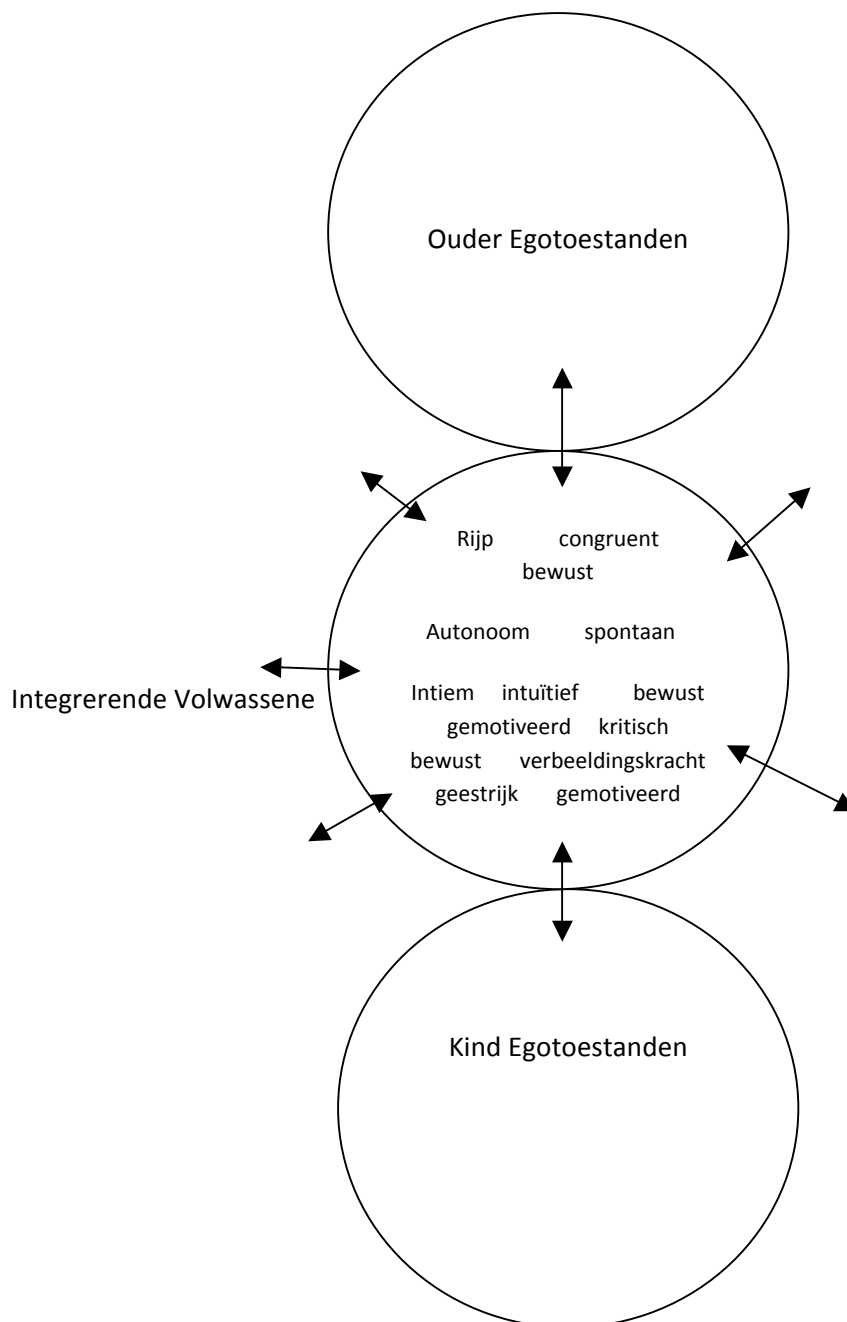 Ouder Egotoestanden
Rijp congruent
bewust
Autonoom spontaan
Integrerende Volwassene
Intiem intuïtief bewust
gemotiveerd kritisch
bewust verbeeldingskracht
geestrijk gemotiveerd
Kind Egotoestanden